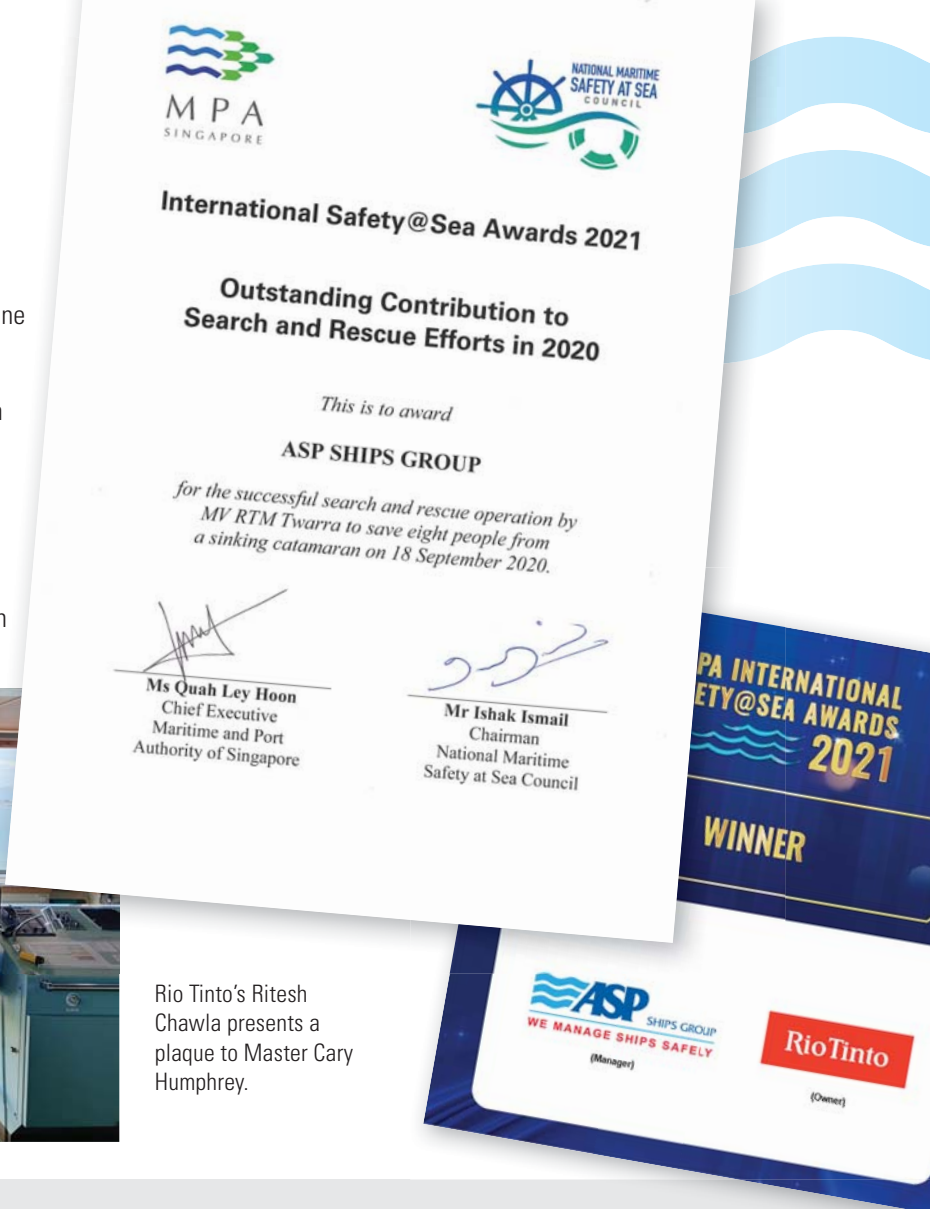 MPA
SINGAPORE
NATIONAL MARITIME
SAFETY AT SEA
COUNCIL
International Safety@Sea Awards 2021
Outstanding Contribution to
Search and Rescue Efforts in 2020
This is to award
ASP SHIPS GROUP
for the successful search and rescue operation by
MV RTM Twarra to save eight people from
a sinking catamaran on 18 September 2020.
Ms Quah Ley Hoon
Chief Executive
Maritime and Port
Authority of Singapore
Mr Ishak Ismail
Chairman
National Maritime
Safety at Sea Council
PA INTERNATIONAL
ETY@SEA AWARDS
2021
WINNER
ASP
SHIPS GROUP
WE MANAGE SHIPS SAFELY
(Manager)
RioTinto
(Owner)
Rio Tinto's Ritesh
Chawla presents a
plaque to Master Cary
Humphrey.